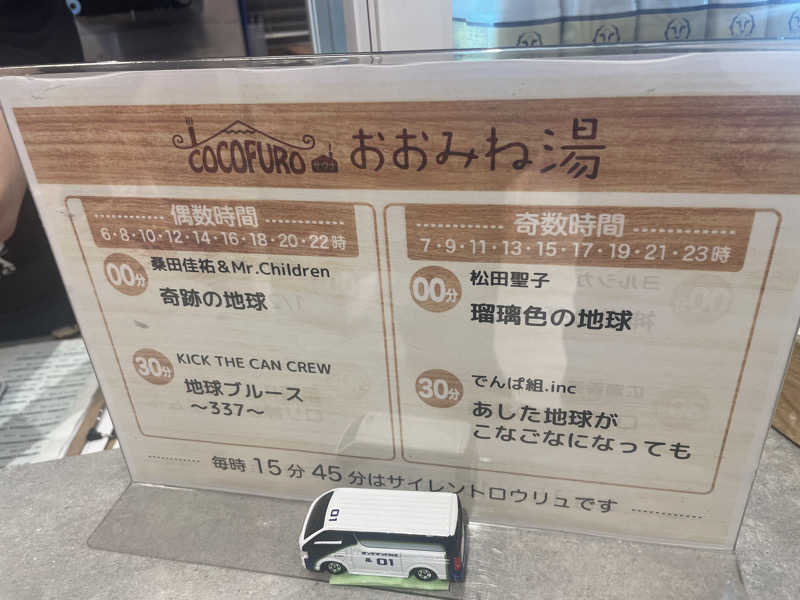 COCOFURO おおみね湯
偶数時間
6・8・10・12・14・16・18・20・22時
00分 桑田佳祐&Mr.Children
奇跡の地球
30分 KICK THE CAN CREW
地球ブルース
～337～
奇数時間
7・9・11・13・15・17・19・21・23時
00分 松田聖子
瑠璃色の地球
30分 でんぱ組.inc
あした地球が
こなごなになっても
毎時 15分 45分はサイレントロウリュです
01
01